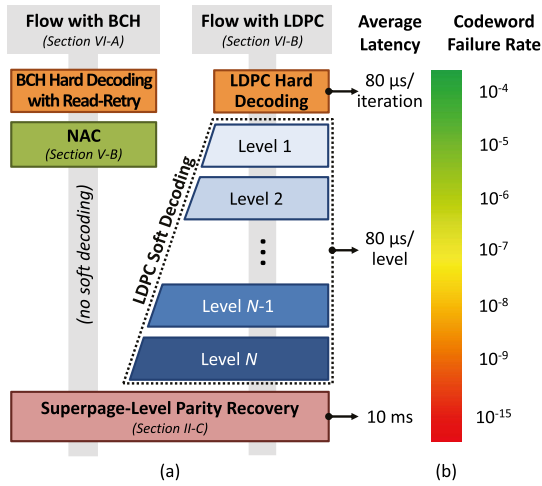 Flow with BCH
(Section VI-A)
Flow with LDPC
(Section VI-B)
Average
Latency
Codeword
Failure Rate
BCH Hard Decoding
with Read-Retry
LDPC Hard
Decoding
80 µs/
iteration
NAC
(Section V-B)
(no soft decoding)
LDPC Soft Decoding
Level 1
Level 2
Level N-1
Level N
80 µs/
level
Superpage-Level Parity Recovery
(Section II-C)
10 ms
10⁻⁴
10⁻⁵
10⁻⁶
10⁻⁷
10⁻⁸
10⁻⁹
10⁻¹⁵
(a)
(b)